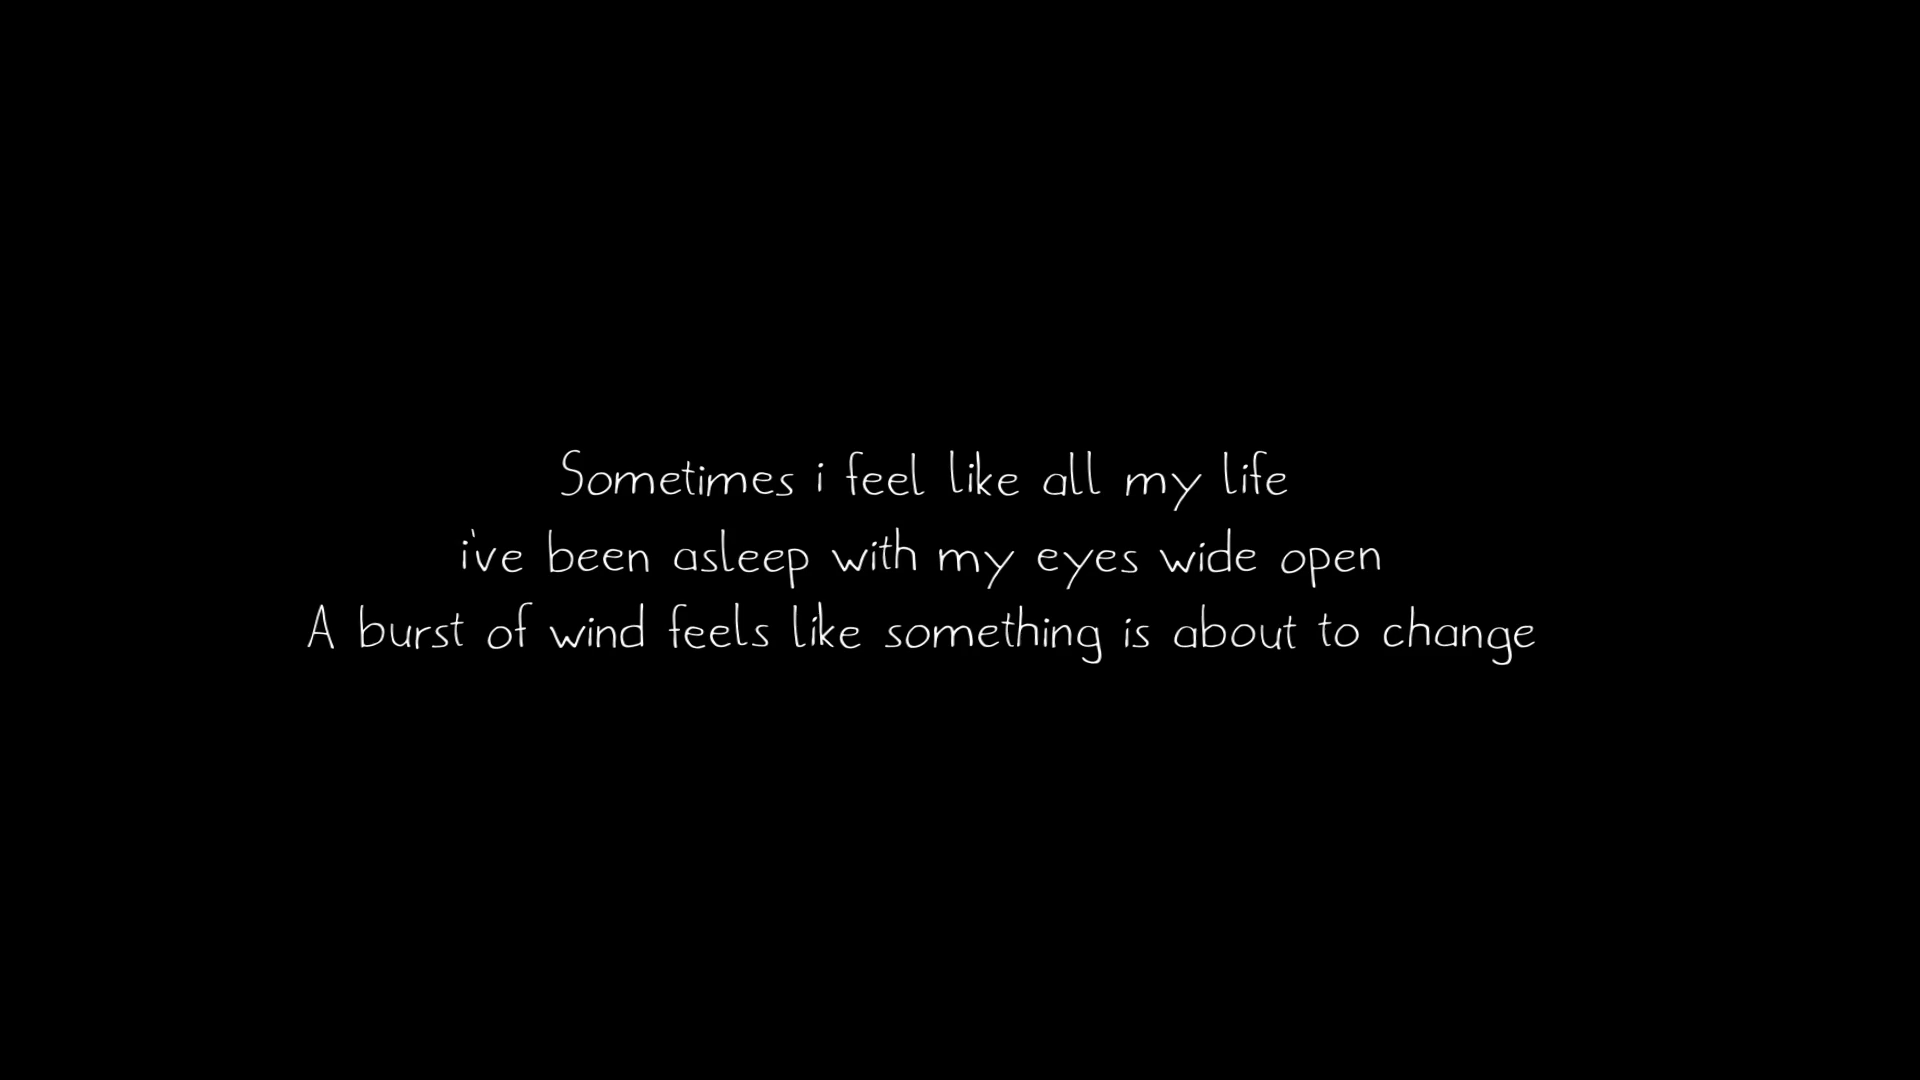 Sometimes i feel like all my life
i've been asleep with my eyes wide open
A burst of wind feels like something is about to change